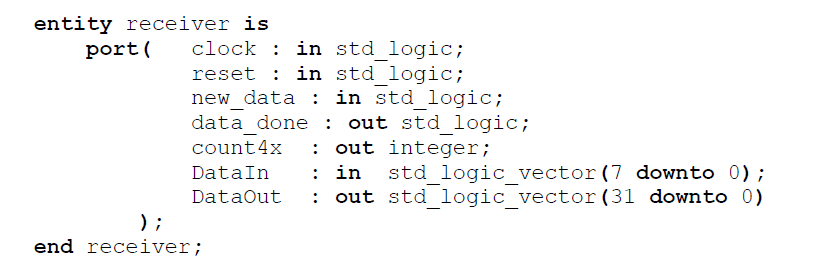 entity receiver is
port( clock : in std_logic;
reset : in std_logic;
new_data : in std_logic;
data_done : out std_logic;
count4x : out integer;
DataIn : in std_logic_vector(7 downto 0);
DataOut : out std_logic_vector(31 downto 0)
);
end receiver;